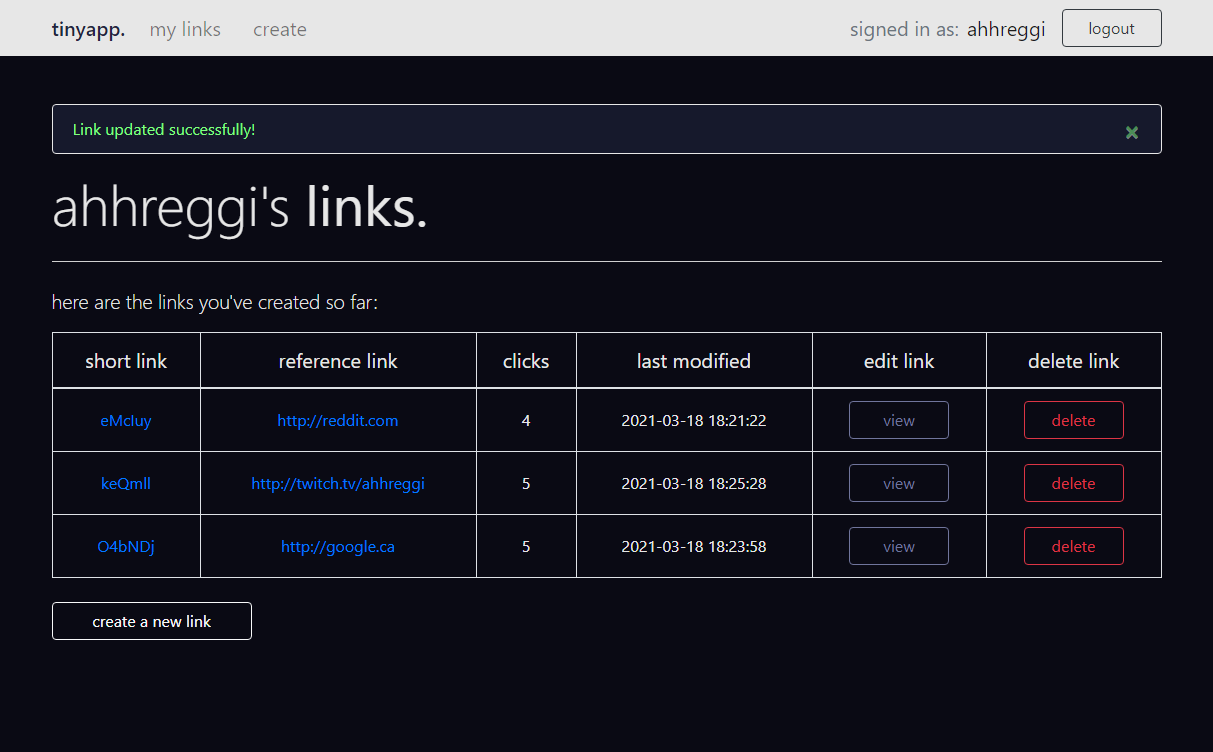 tinyapp. my links create signed in as: ahhreggi logout
Link updated successfully! ×
ahhreggi's links.
here are the links you've created so far:
short link reference link clicks last modified edit link delete link
eMcIuy http://reddit.com 4 2021-03-18 18:21:22 view delete
keQmll http://twitch.tv/ahhreggi 5 2021-03-18 18:25:28 view delete
O4bNDj http://google.ca 5 2021-03-18 18:23:58 view delete
create a new link